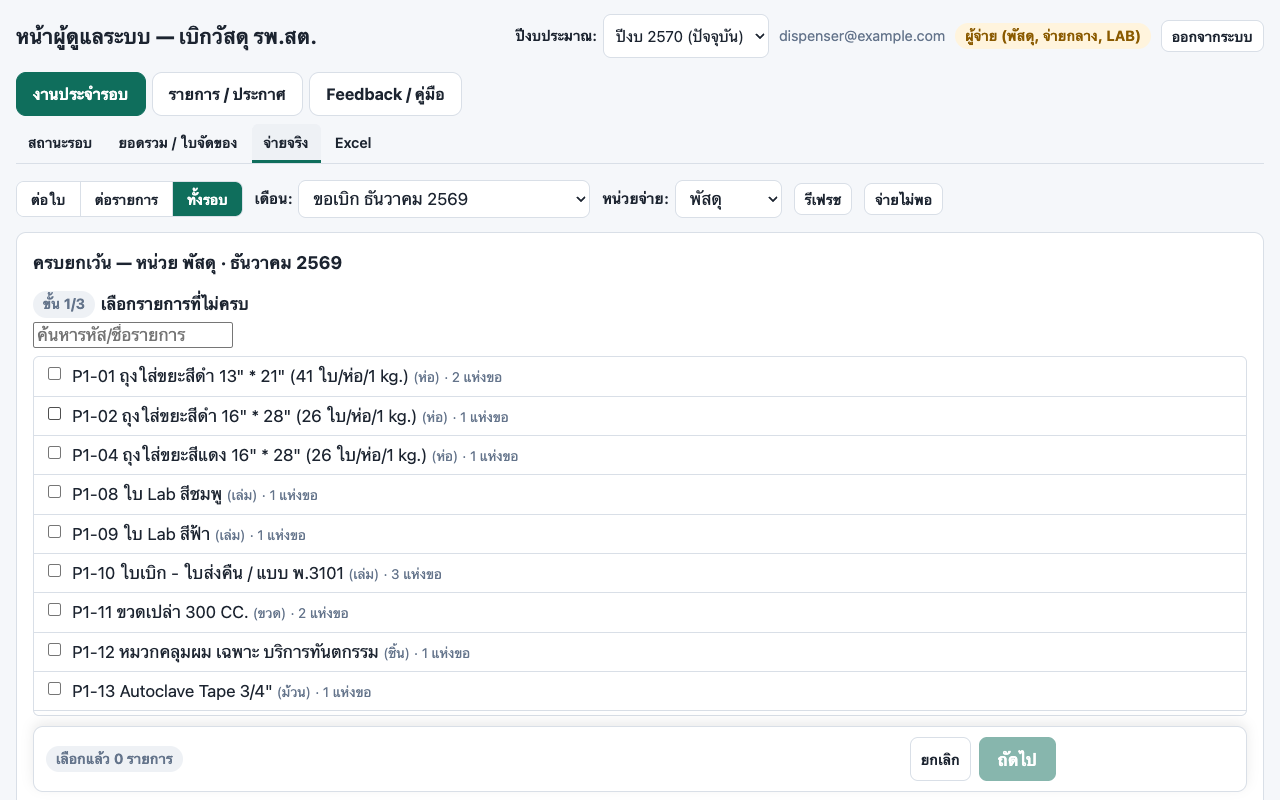 หน้าผู้ดูแลระบบ — เบิกวัสดุ รพ.สต.
ปีงบประมาณ: ปีงบ 2570 (ปัจจุบัน) dispenser@example.com ผู้จ่าย (พัสดุ, จ่ายกลาง, LAB) ออกจากระบบ
งานประจำรอบ รายการ / ประกาศ Feedback / คู่มือ
สถานะรอบ ยอดรวม / ใบจัดของ จ่ายจริง Excel
ต่อใบ ต่อรายการ ทั้งรอบ เดือน: ขอเบิก ธันวาคม 2569 หน่วยจ่าย: พัสดุ รีเฟรช จ่ายไม่พอ
ครบยกเว้น — หน่วย พัสดุ · ธันวาคม 2569
ขั้น 1/3 เลือกรายการที่ไม่ครบ
ค้นหารหัส/ชื่อรายการ
P1-01 ถุงใส่ขยะสีดำ 13" * 21" (41 ใบ/ห่อ/1 kg.) (ห่อ) · 2 แห่งขอ
P1-02 ถุงใส่ขยะสีดำ 16" * 28" (26 ใบ/ห่อ/1 kg.) (ห่อ) · 1 แห่งขอ
P1-04 ถุงใส่ขยะสีแดง 16" * 28" (26 ใบ/ห่อ/1 kg.) (ห่อ) · 1 แห่งขอ
P1-08 ใบ Lab สีชมพู (เล่ม) · 1 แห่งขอ
P1-09 ใบ Lab สีฟ้า (เล่ม) · 1 แห่งขอ
P1-10 ใบเบิก - ใบส่งคืน / แบบ พ.3101 (เล่ม) · 3 แห่งขอ
P1-11 ขวดเปล่า 300 CC. (ขวด) · 2 แห่งขอ
P1-12 หมวกคลุมผม เฉพาะ บริการทันตกรรม (ชิ้น) · 1 แห่งขอ
P1-13 Autoclave Tape 3/4" (ม้วน) · 1 แห่งขอ
เลือกแล้ว 0 รายการ ยกเลิก ถัดไป